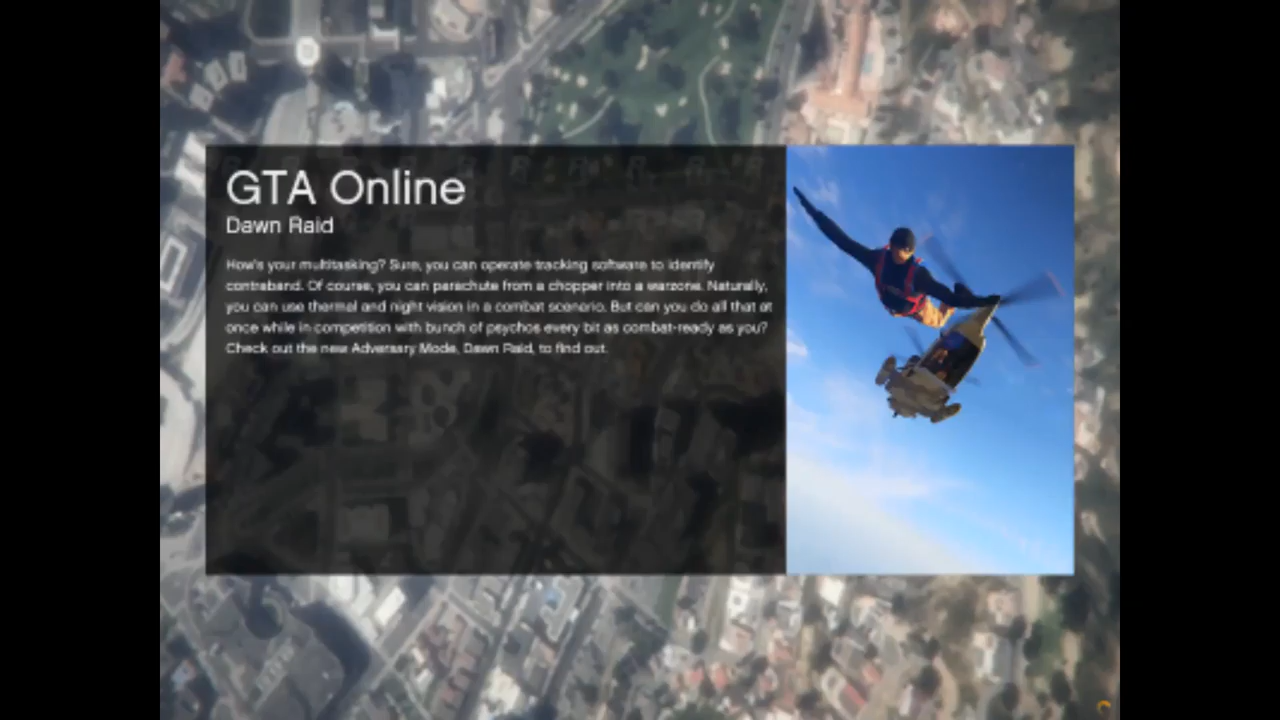 GTA Online
Dawn Raid
How's your multitasking? Sure, you can operate tracking software to identify
contraband. Of course, you can parachute from a chopper into a warzone. Naturally,
you can use thermal and night vision in a combat scenario. But can you do all that at
once while in competition with bunch of psychos every bit as combat-ready as you?
Check out the new Adversary Mode, Dawn Raid, to find out.